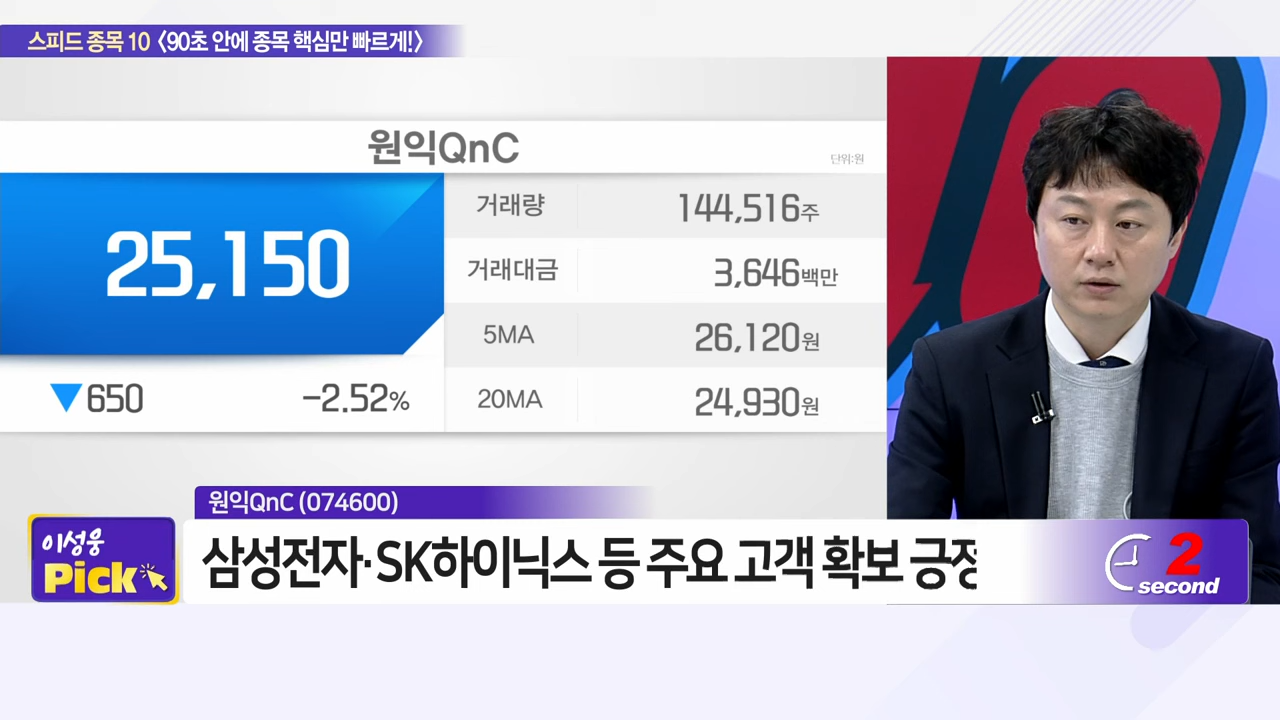 스피드 종목 10 〈90초 안에 종목 핵심만 빠르게!〉
원익QnC
단위:원
25,150
▼650 -2.52%
거래량 144,516주
거래대금 3,646백만
5MA 26,120원
20MA 24,930원
원익QnC (074600)
이성웅
Pick
삼성전자·SK하이닉스 등 주요 고객 확보 긍정
2
second